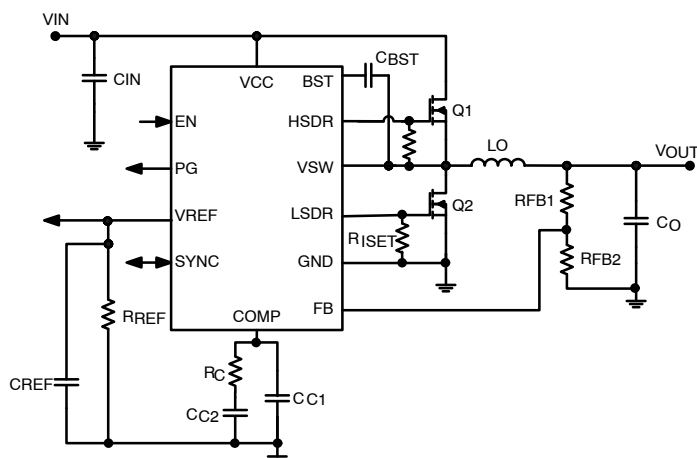 VIN
CIN
VCC
BST
CBST
EN
HSDR
Q1
PG
VSW
LO
VOUT
VREF
LSDR
Q2
RFB1
RISET
CO
SYNC
GND
RFB2
RREF
COMP
FB
CREF
RC
CC2
CC1